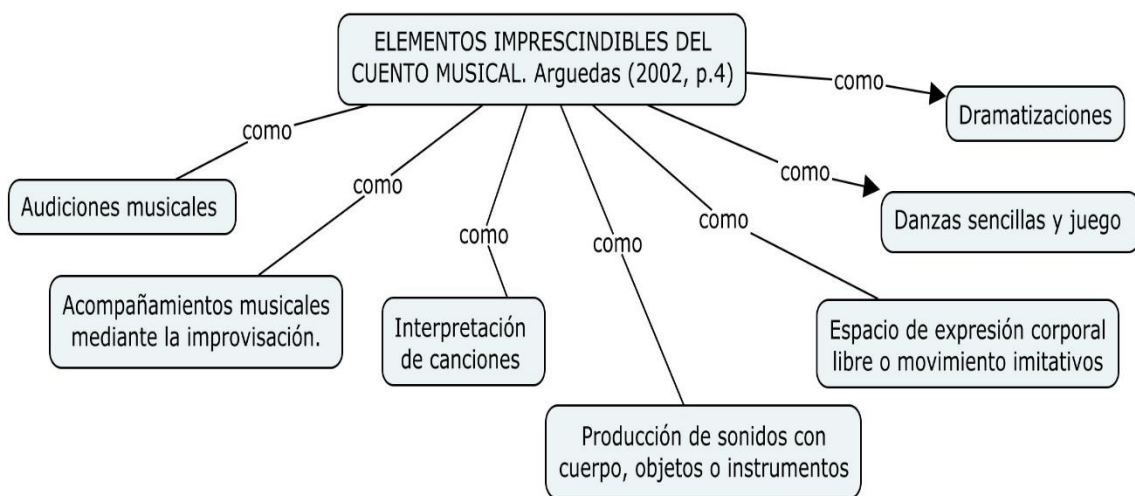 ELEMENTOS IMPRESCINDIBLES DEL
CUENTO MUSICAL. Arguedas (2002, p.4)
como
Dramatizaciones
como
Audiciones musicales
como
Danzas sencillas y juego
como
Acompañamientos musicales
mediante la improvisación.
como
Interpretación
de canciones
como
Espacio de expresión corporal
libre o movimiento imitativos
como
Producción de sonidos con
cuerpo, objetos o instrumentos